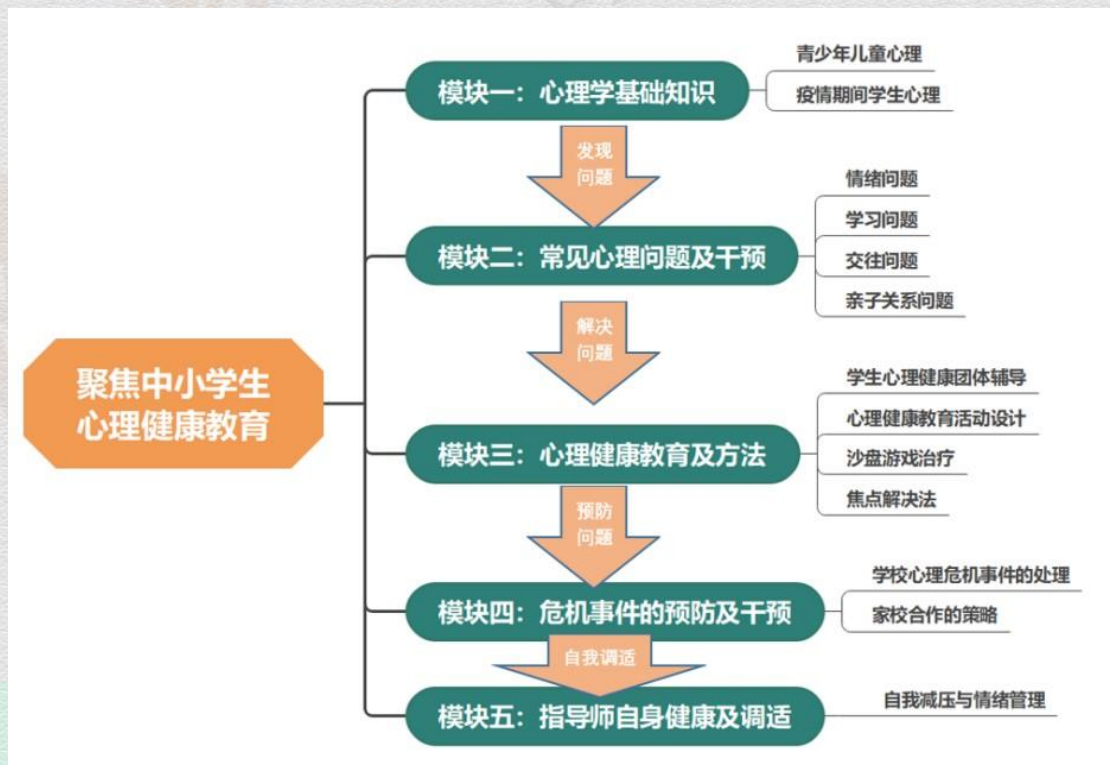 青少年儿童心理
模块一：心理学基础知识
疫情期间学生心理
发现
问题
情绪问题
学习问题
模块二：常见心理问题及干预
交往问题
亲子关系问题
解决
问题
聚焦中小学生
心理健康教育
学生心理健康团体辅导
心理健康教育活动设计
模块三：心理健康教育及方法
沙盘游戏治疗
焦点解决法
预防
问题
学校心理危机事件的处理
模块四：危机事件的预防及干预
家校合作的策略
自我调适
模块五：指导师自身健康及调适
自我减压与情绪管理